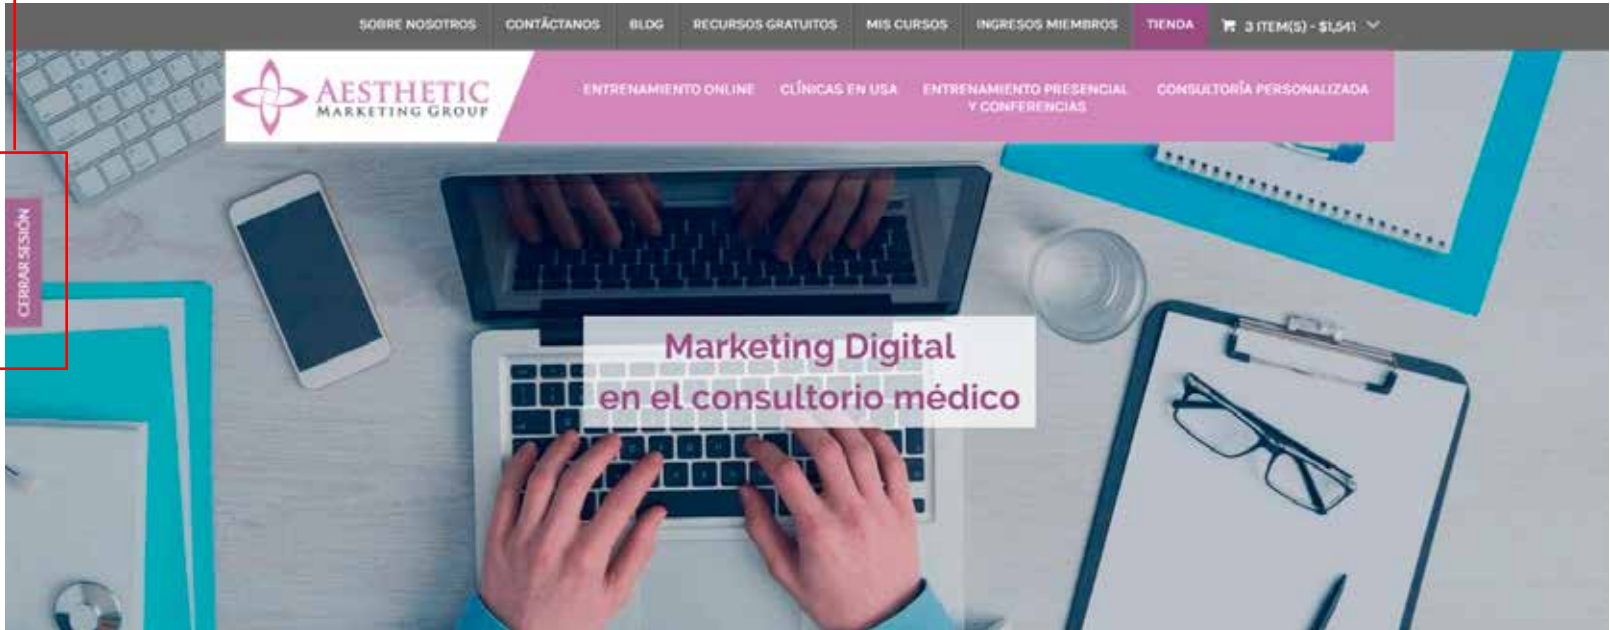 SOBRE NOSOTROS CONTÁCTANOS BLOG RECURSOS GRATUITOS MIS CURSOS INGRESOS MIEMBROS TIENDA 3 ITEM(S) - $1,541
AESTHETIC
MARKETING GROUP
ENTRENAMIENTO ONLINE CLÍNICAS EN USA ENTRENAMIENTO PRESENCIAL CONSULTORÍA PERSONALIZADA
Y CONFERENCIAS
CERRAR SESIÓN
Marketing Digital
en el consultorio médico